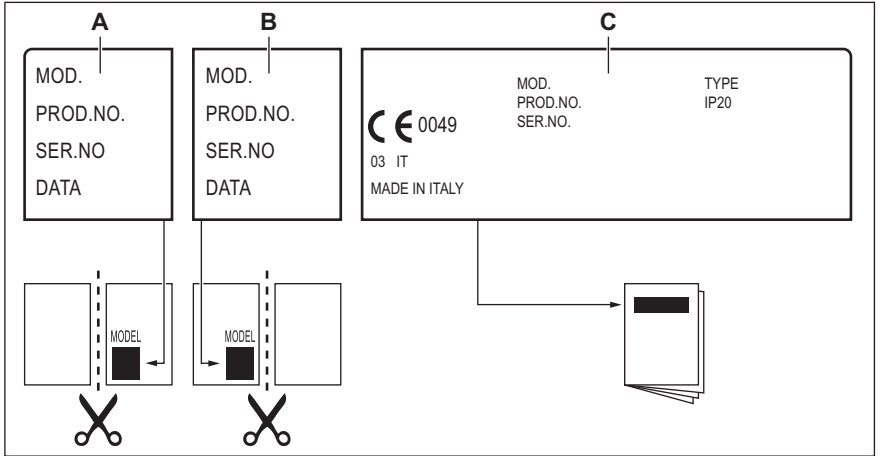 A
B
C
MOD.
PROD.NO.
SER.NO
DATA
MOD.
PROD.NO.
SER.NO
DATA
CE 0049
03 IT
MADE IN ITALY
MOD.
PROD.NO.
SER.NO.
TYPE
IP20
MODEL
MODEL